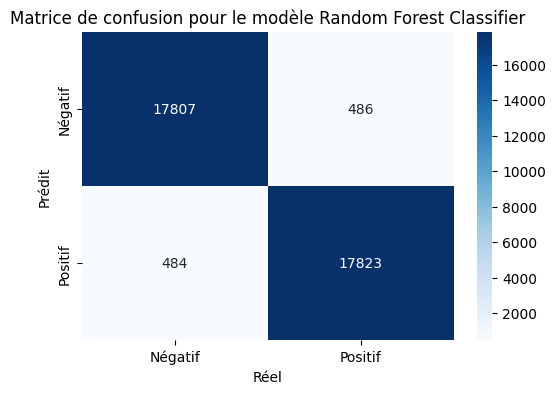 Matrice de confusion pour le modèle Random Forest Classifier
Négatif
17807
486
Prédit
Positif
484
17823
Négatif
Positif
Réel
16000
14000
12000
10000
8000
6000
4000
2000